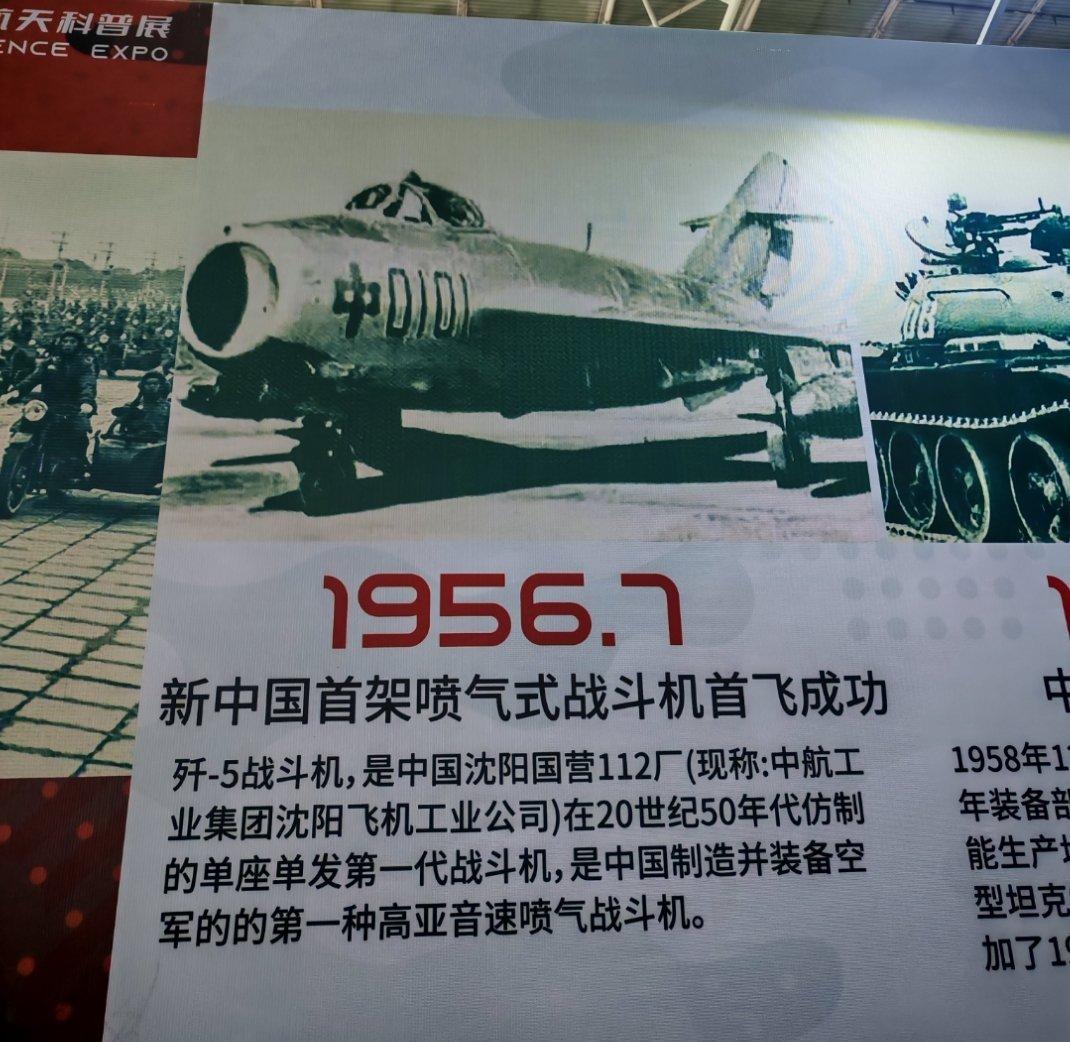 航天科普展
ENCE EXPO
中0101
1956.7
新中国首架喷气式战斗机首飞成功
歼-5战斗机,是中国沈阳国营112厂(现称:中航工
业集团沈阳飞机工业公司)在20世纪50年代仿制
的单座单发第一代战斗机,是中国制造并装备空
军的的第一种高亚音速喷气战斗机。
中
1958年1
年装备部
能生产
型坦克
加了19